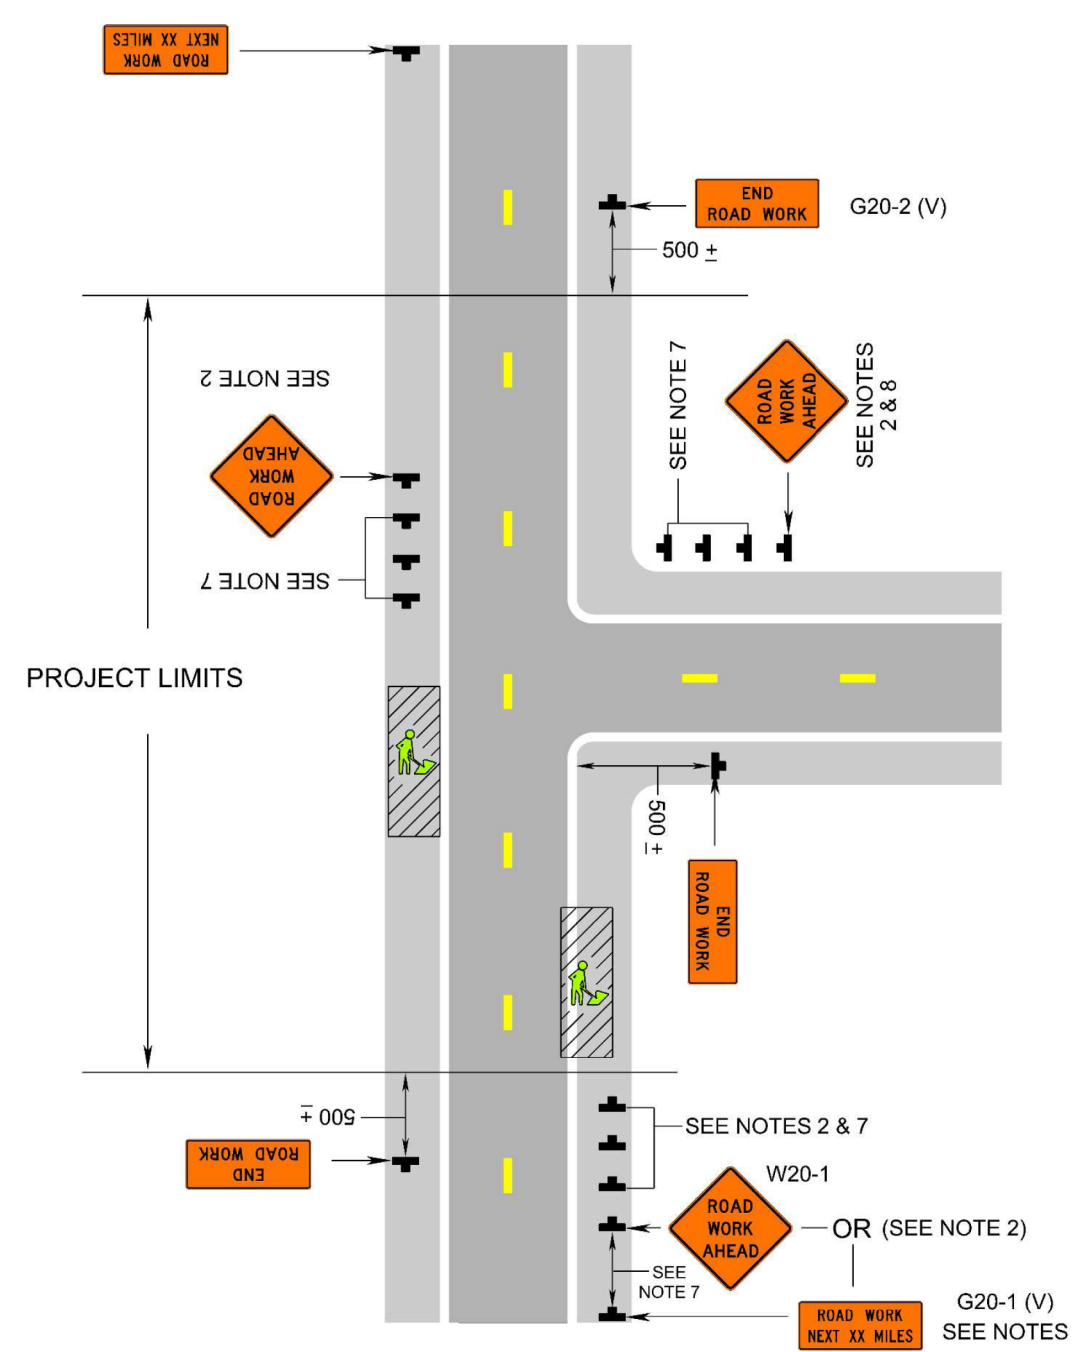 ROAD WORK
NEXT XX MILES
END
ROAD WORK
G20-2 (V)
500 ±
SEE NOTE 2
ROAD
WORK
AHEAD
SEE NOTE 7
SEE NOTE 7
ROAD
WORK
AHEAD
SEE NOTES
2 & 8
PROJECT LIMITS
500 ±
END
ROAD WORK
500 ±
END
ROAD WORK
SEE NOTES 2 & 7
W20-1
ROAD
WORK
AHEAD
OR (SEE NOTE 2)
SEE
NOTE 7
ROAD WORK
NEXT XX MILES
G20-1 (V)
SEE NOTES